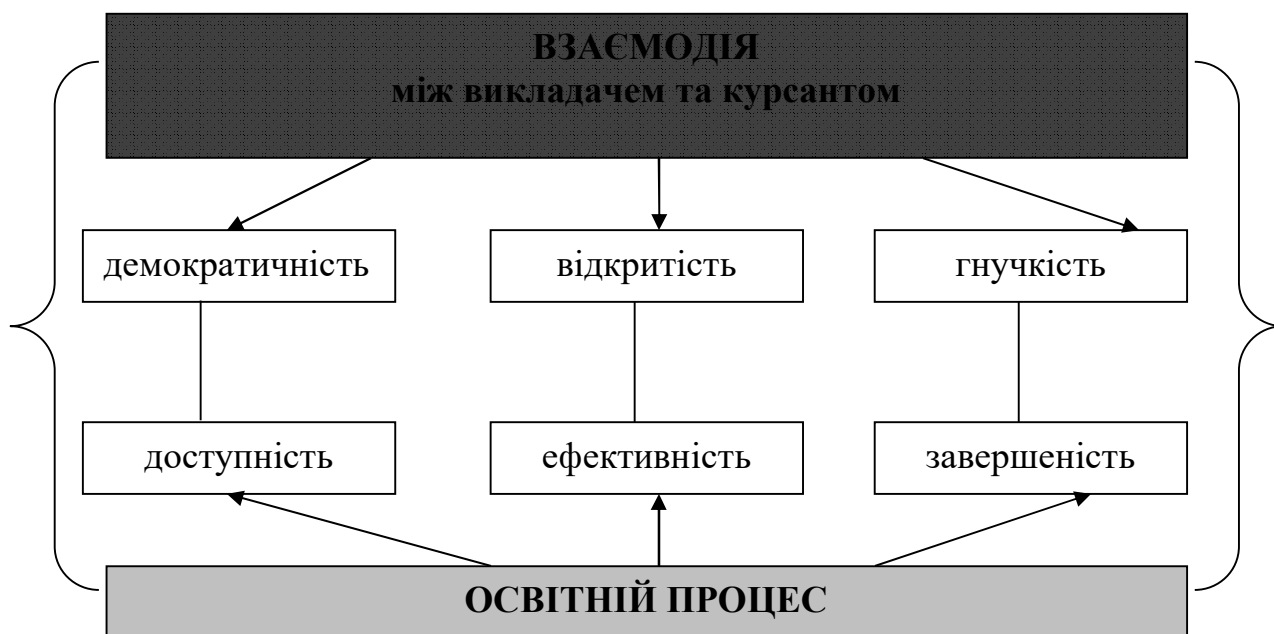 ВЗАЄМОДІЯ
між викладачем та курсантом
демократичність
відкритість
гнучкість
доступність
ефективність
завершеність
ОСВІТНІЙ ПРОЦЕС